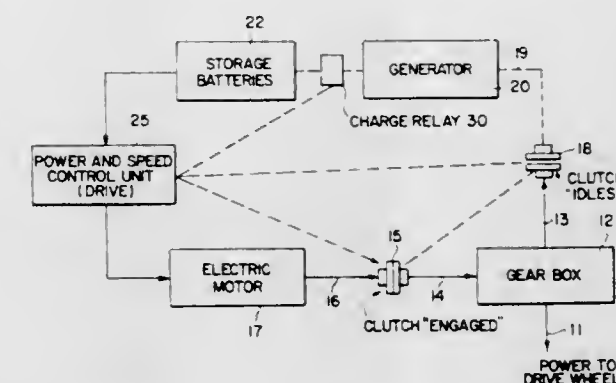 22
STORAGE
BATTERIES
GENERATOR
19
20
CHARGE RELAY 30
25
POWER AND SPEED
CONTROL UNIT
(DRIVE)
18
CLUTCH
"IDLES
13
12
15
ELECTRIC
MOTOR
16
14
GEAR BOX
17
CLUTCH "ENGAGED"
11
POWER TO
DRIVE WHEEL